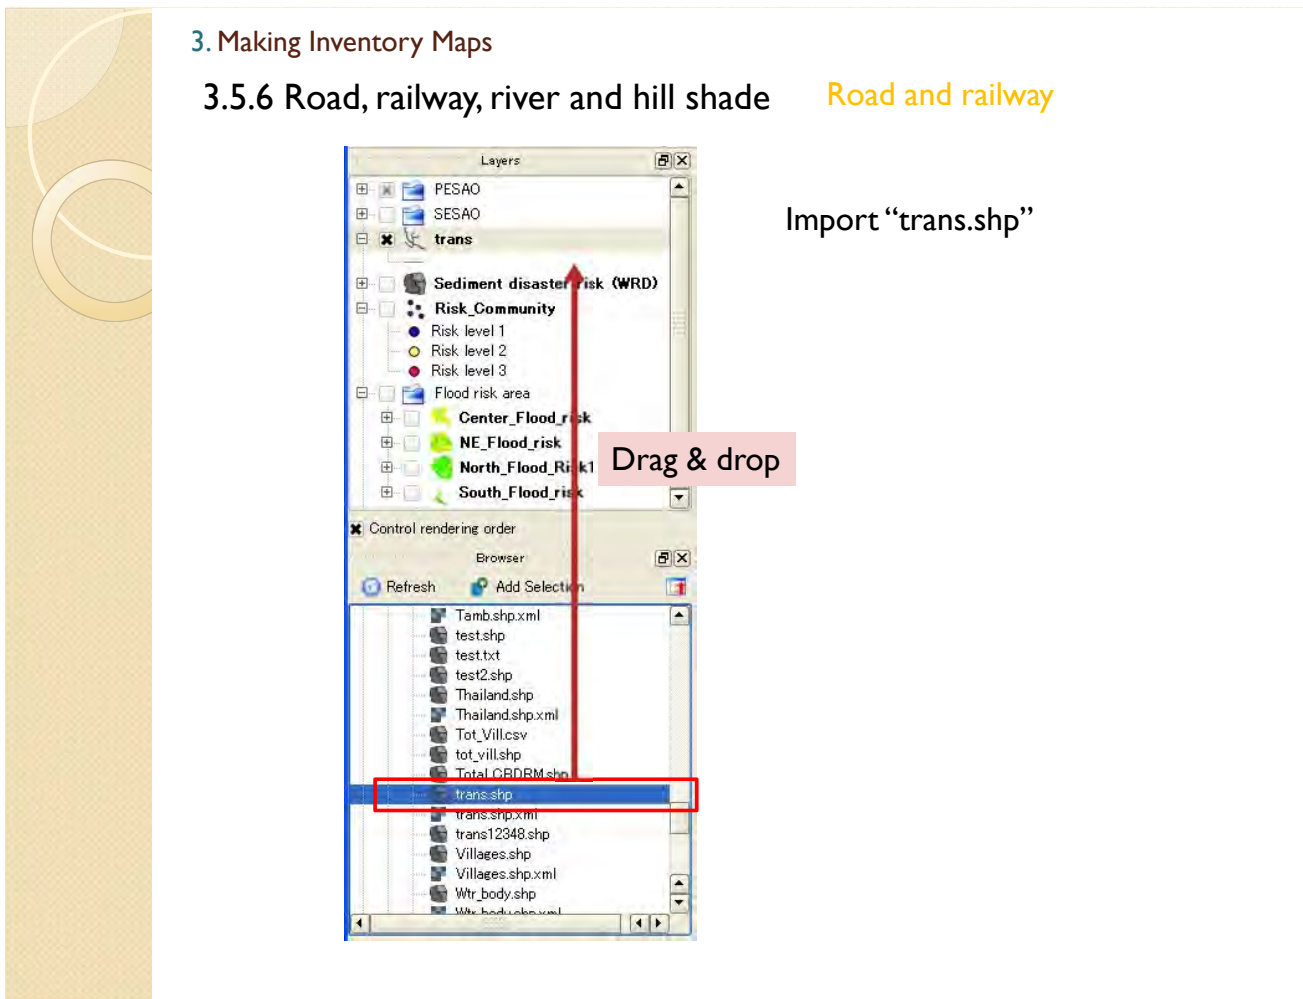 3. Making Inventory Maps
3.5.6 Road, railway, river and hill shade
Road and railway
Layers
PESAO
SESAO
trans
Sediment disaster risk (WRD)
Risk_Community
Risk level 1
Risk level 2
Risk level 3
Flood risk area
Center_Flood_risk
NE_Flood_risk
North_Flood_Risk1
South_Flood_risk
Control rendering order
Browser
Refresh
Add Selection
Tamb.shp.xml
test.shp
test.txt
test2.shp
Thailand.shp
Thailand.shp.xml
Tot_Vill.csv
tot_vill.shp
Total_CBDRM.shp
trans.shp
trans.shp.xml
trans12348.shp
Villages.shp
Villages.shp.xml
Wtr_body.shp
Wtr_body.shp.xml
Import “trans.shp”
Drag & drop